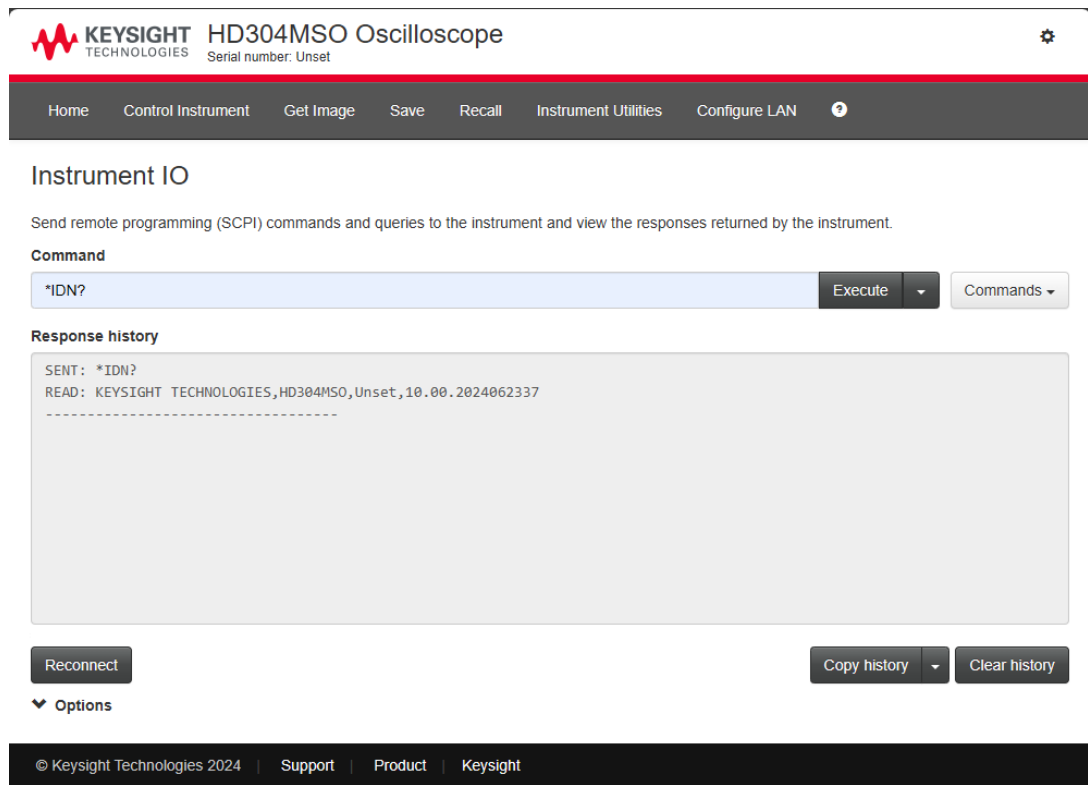 KEYSIGHT
TECHNOLOGIES
HD304MSO Oscilloscope
Serial number: Unset
Home Control Instrument Get Image Save Recall Instrument Utilities Configure LAN ?
Instrument IO
Send remote programming (SCPI) commands and queries to the instrument and view the responses returned by the instrument.
Command
*IDN? Execute Commands
Response history
SENT: *IDN?
READ: KEYSIGHT TECHNOLOGIES,HD304MSO,Unset,10.00.2024062337
-----------------------------------
Reconnect Copy history Clear history
Options
© Keysight Technologies 2024 | Support | Product | Keysight